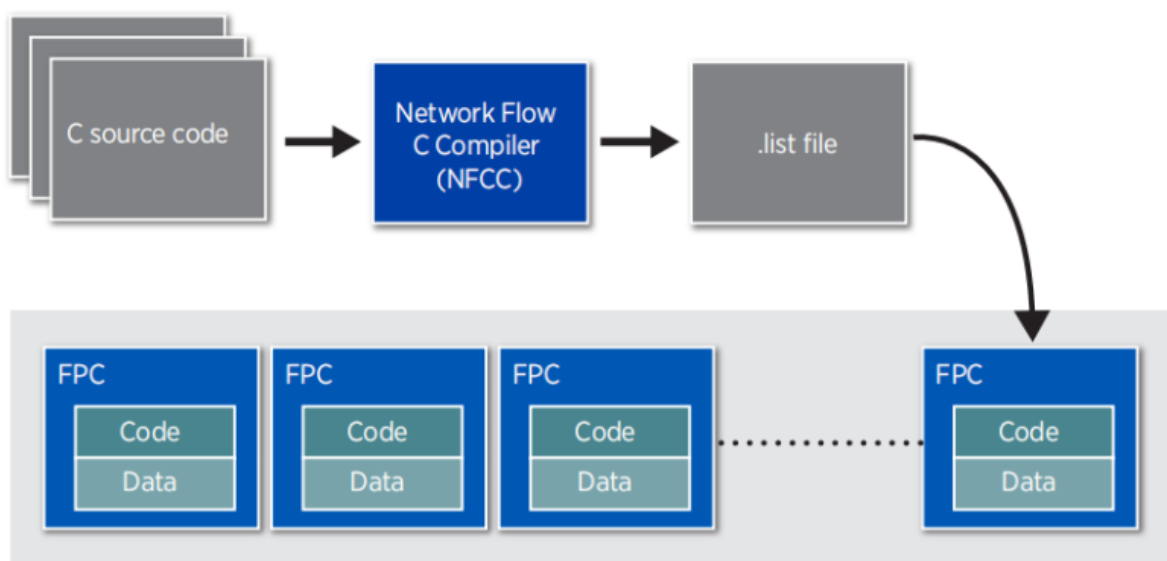 C source code
Network Flow
C Compiler
(NFCC)
.list file
FPC
Code
Data
FPC
Code
Data
FPC
Code
Data
FPC
Code
Data